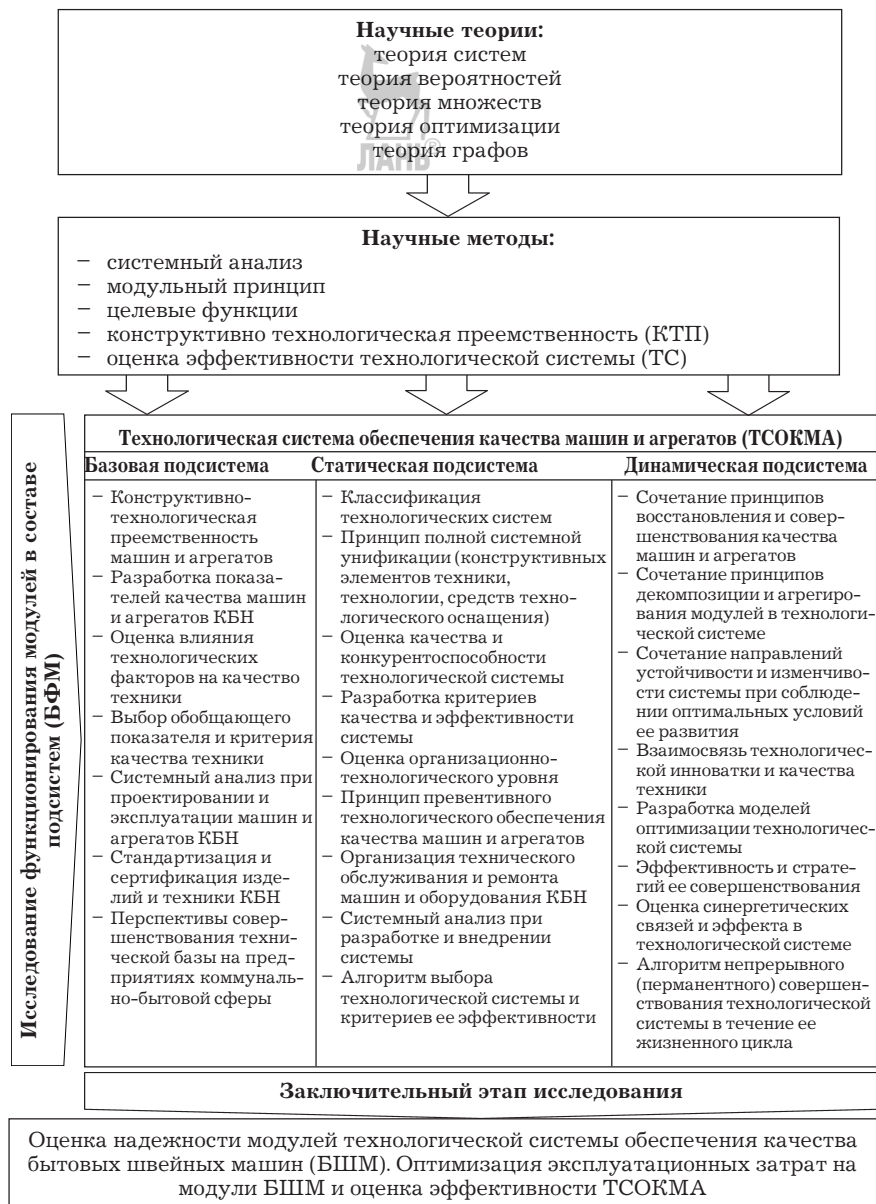 Научные теории:
теория систем
теория вероятностей
теория множеств
теория оптимизации
теория графов
ЛАНЬ®
Научные методы:
– системный анализ
– модульный принцип
– целевые функции
– конструктивно технологическая преемственность (КТП)
– оценка эффективности технологической системы (ТС)
Исследование функционирования модулей в составе
подсистем (БФМ)
Технологическая система обеспечения качества машин и агрегатов (ТСОКМА)
Базовая подсистема
– Конструктивно-
технологическая
преемственность
машин и агрегатов
– Разработка показа-
телей качества машин
и агрегатов КБН
– Оценка влияния
технологических
факторов на качество
техники
– Выбор обобщающего
показателя и критерия
качества техники
– Системный анализ при
проектировании и
эксплуатации машин и
агрегатов КБН
– Стандартизация и
сертификация изде-
лий и техники КБН
– Перспективы совер-
шенствования техни-
ческой базы на пред-
приятиях коммуналь-
но-бытовой сферы
Статическая подсистема
– Классификация
технологических систем
– Принцип полной системной
унификации (конструктивных
элементов техники,
технологии, средств техно-
логического оснащения)
– Оценка качества и
конкурентоспособности
технологической системы
– Разработка критериев
качества и эффективности
системы
– Оценка организационно-
технологического уровня
– Принцип превентивного
технологического обеспечения
качества машин и агрегатов
– Организация технического
обслуживания и ремонта
машин и оборудования КБН
– Системный анализ при
разработке и внедрении
системы
– Алгоритм выбора
технологической системы и
критериев ее эффективности
Динамическая подсистема
– Сочетание принципов
восстановления и совер-
шенствования качества
машин и агрегатов
– Сочетание принципов
декомпозиции и агрегиро-
вания модулей в технологи-
ческой системе
– Сочетание направлений
устойчивости и изменчиво-
сти системы при соблюде-
нии оптимальных условий
ее развития
– Взаимосвязь технологичес-
кой инноватки и качества
техники
– Разработка моделей
оптимизации технологичес-
кой системы
– Эффективность и страте-
гий ее совершенствования
– Оценка синергетических
связей и эффекта в
технологической системе
– Алгоритм непрерывного
(перманентного) совершен-
ствования технологической
системы в течение ее
жизненного цикла
Заключительный этап исследования
Оценка надежности модулей технологической системы обеспечения качества
бытовых швейных машин (БШМ). Оптимизация эксплуатационных затрат на
модули БШМ и оценка эффективности ТСОКМА